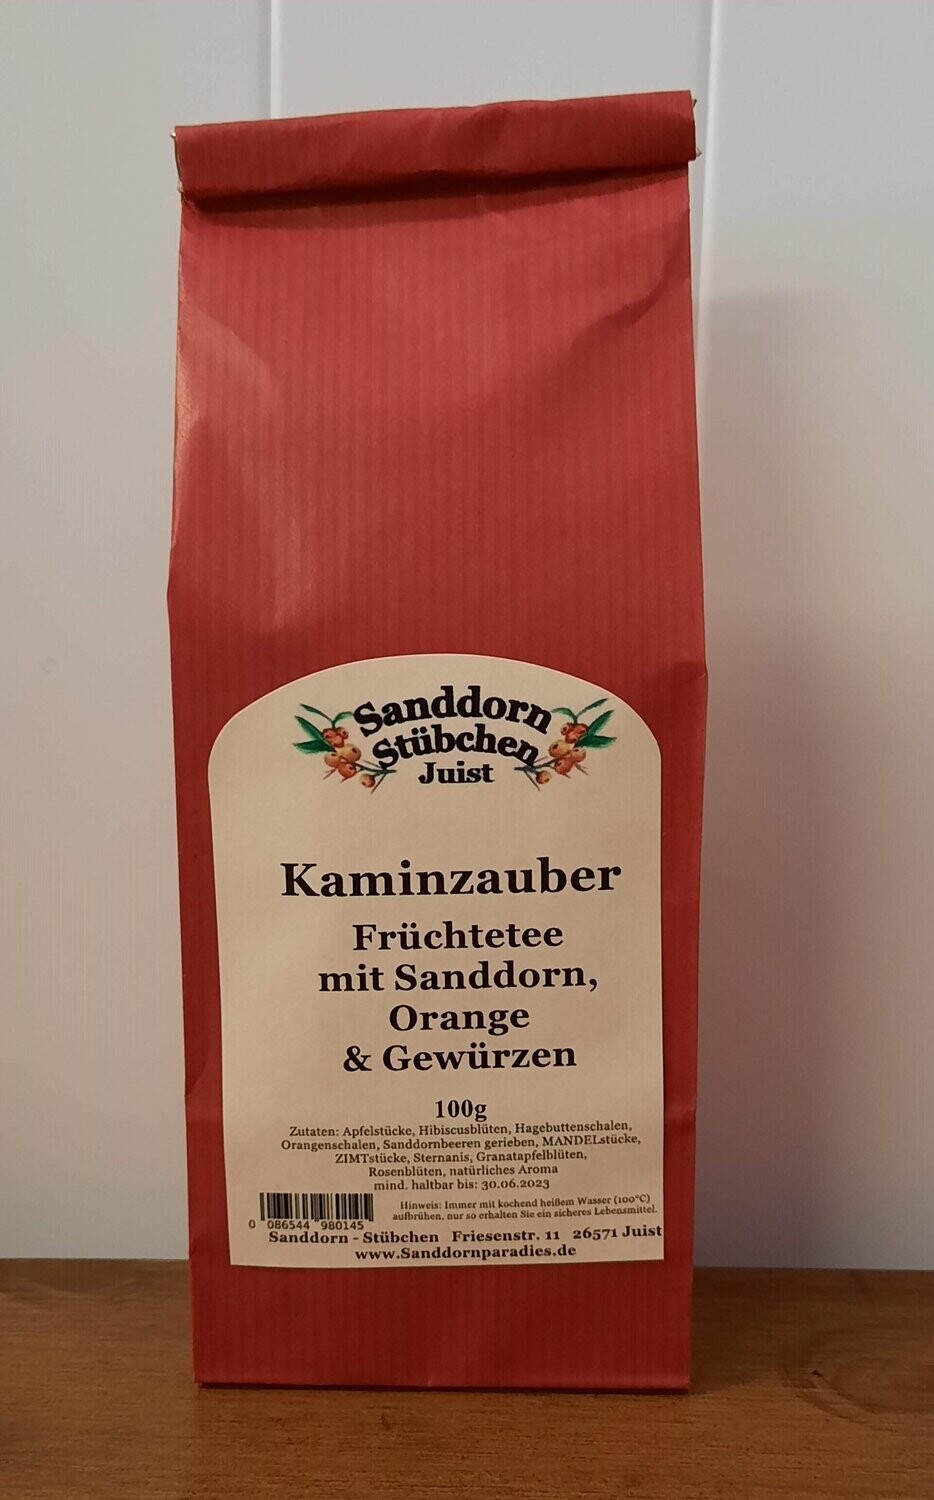 Sanddorn
Stübchen
Juist
Kaminzauber
Früchtetee
mit Sanddorn,
Orange
& Gewürzen
100g
Zutaten: Apfelstücke, Hibiscusblüten, Hagebuttenschalen,
Orangenschalen, Sanddornbeeren gerieben, MANDELstücke,
ZIMTstücke, Sternanis, Granatapfelblüten,
Rosenblüten, natürliches Aroma
mind. haltbar bis: 30.06.2023
Hinweis: Immer mit kochend heißem Wasser (100°C)
aufbrühen, nur so erhalten Sie ein sicheres Lebensmittel.
0 086544 980145
Sanddorn - Stübchen Friesenstr. 11 26571 Juist
www.Sanddornparadies.de